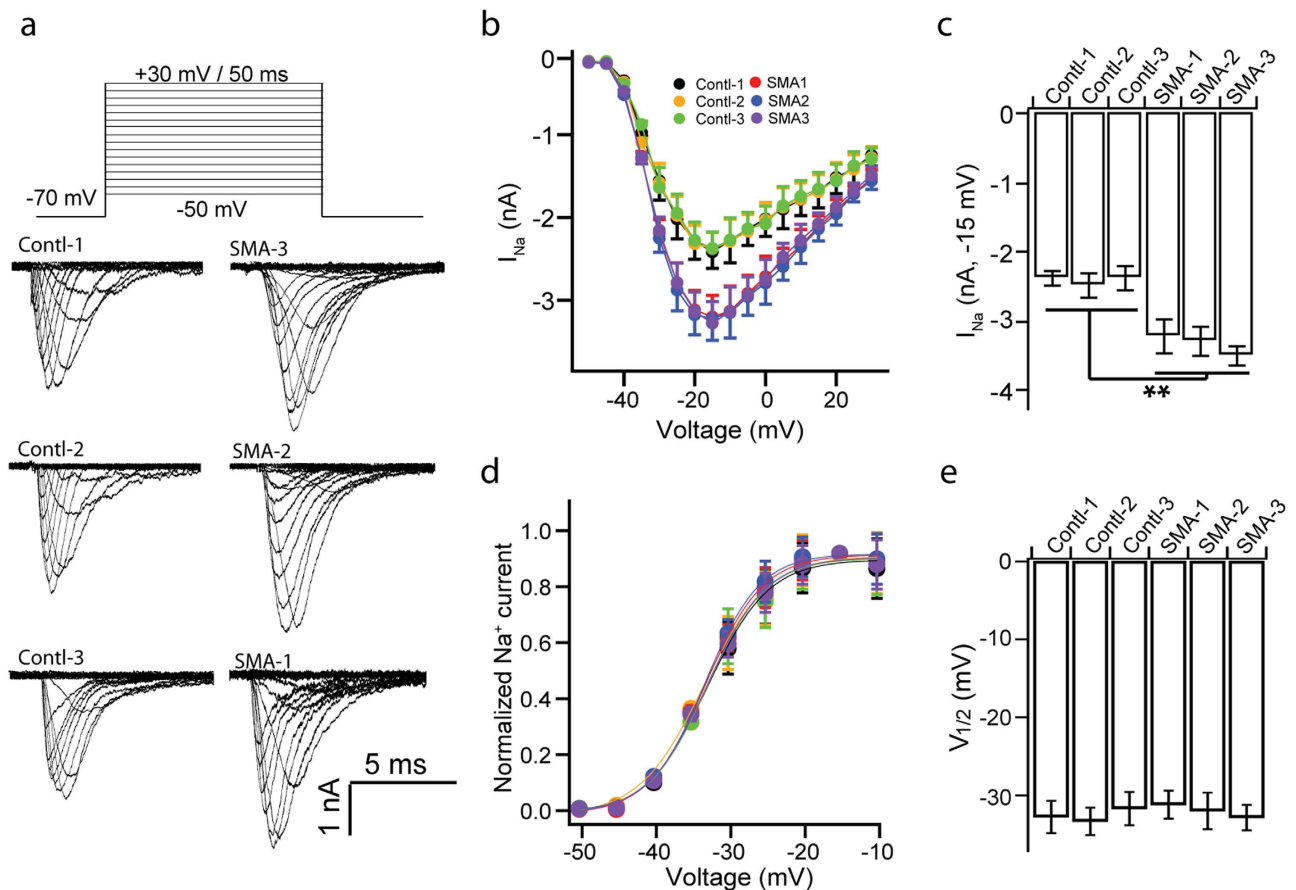 a
+30 mV / 50 ms
-70 mV
-50 mV
Contl-1
SMA-3
Contl-2
SMA-2
Contl-3
SMA-1
5 ms
1 nA
b
0
-1
-2
-3
I_Na (nA)
Contl-1
SMA1
Contl-2
SMA2
Contl-3
SMA3
-40
-20
0
20
Voltage (mV)
c
Contl-1
Contl-2
Contl-3
SMA-1
SMA-2
SMA-3
0
-1
-2
-3
-4
I_Na (nA, -15 mV)
**
d
1.0
0.8
0.6
0.4
0.2
0.0
Normalized Na⁺ current
-50
-40
-30
-20
-10
Voltage (mV)
e
Contl-1
Contl-2
Contl-3
SMA-1
SMA-2
SMA-3
0
-10
-20
-30
V_1/2 (mV)